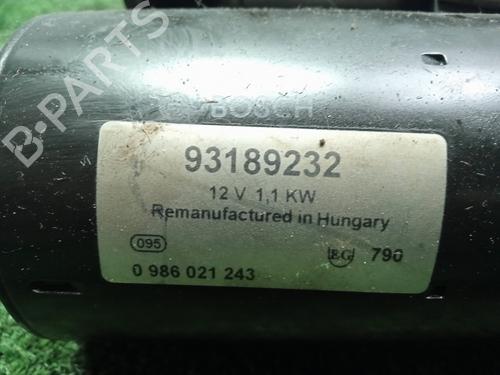 B-PARTS
BOSCH
93189232
12 V 1,1 KW
Remanufactured in Hungary
095
R&G 790
0 986 021 243